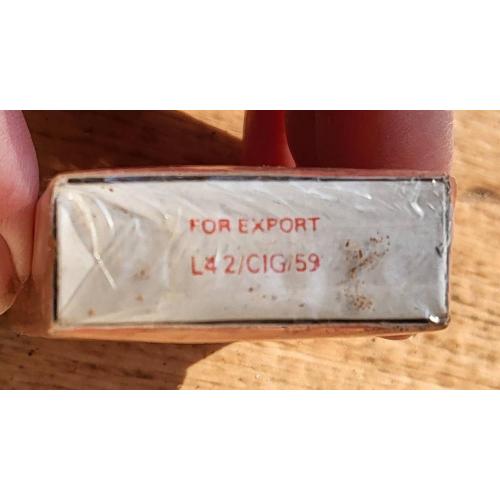 FOR EXPORT
L4 2/CIG/59